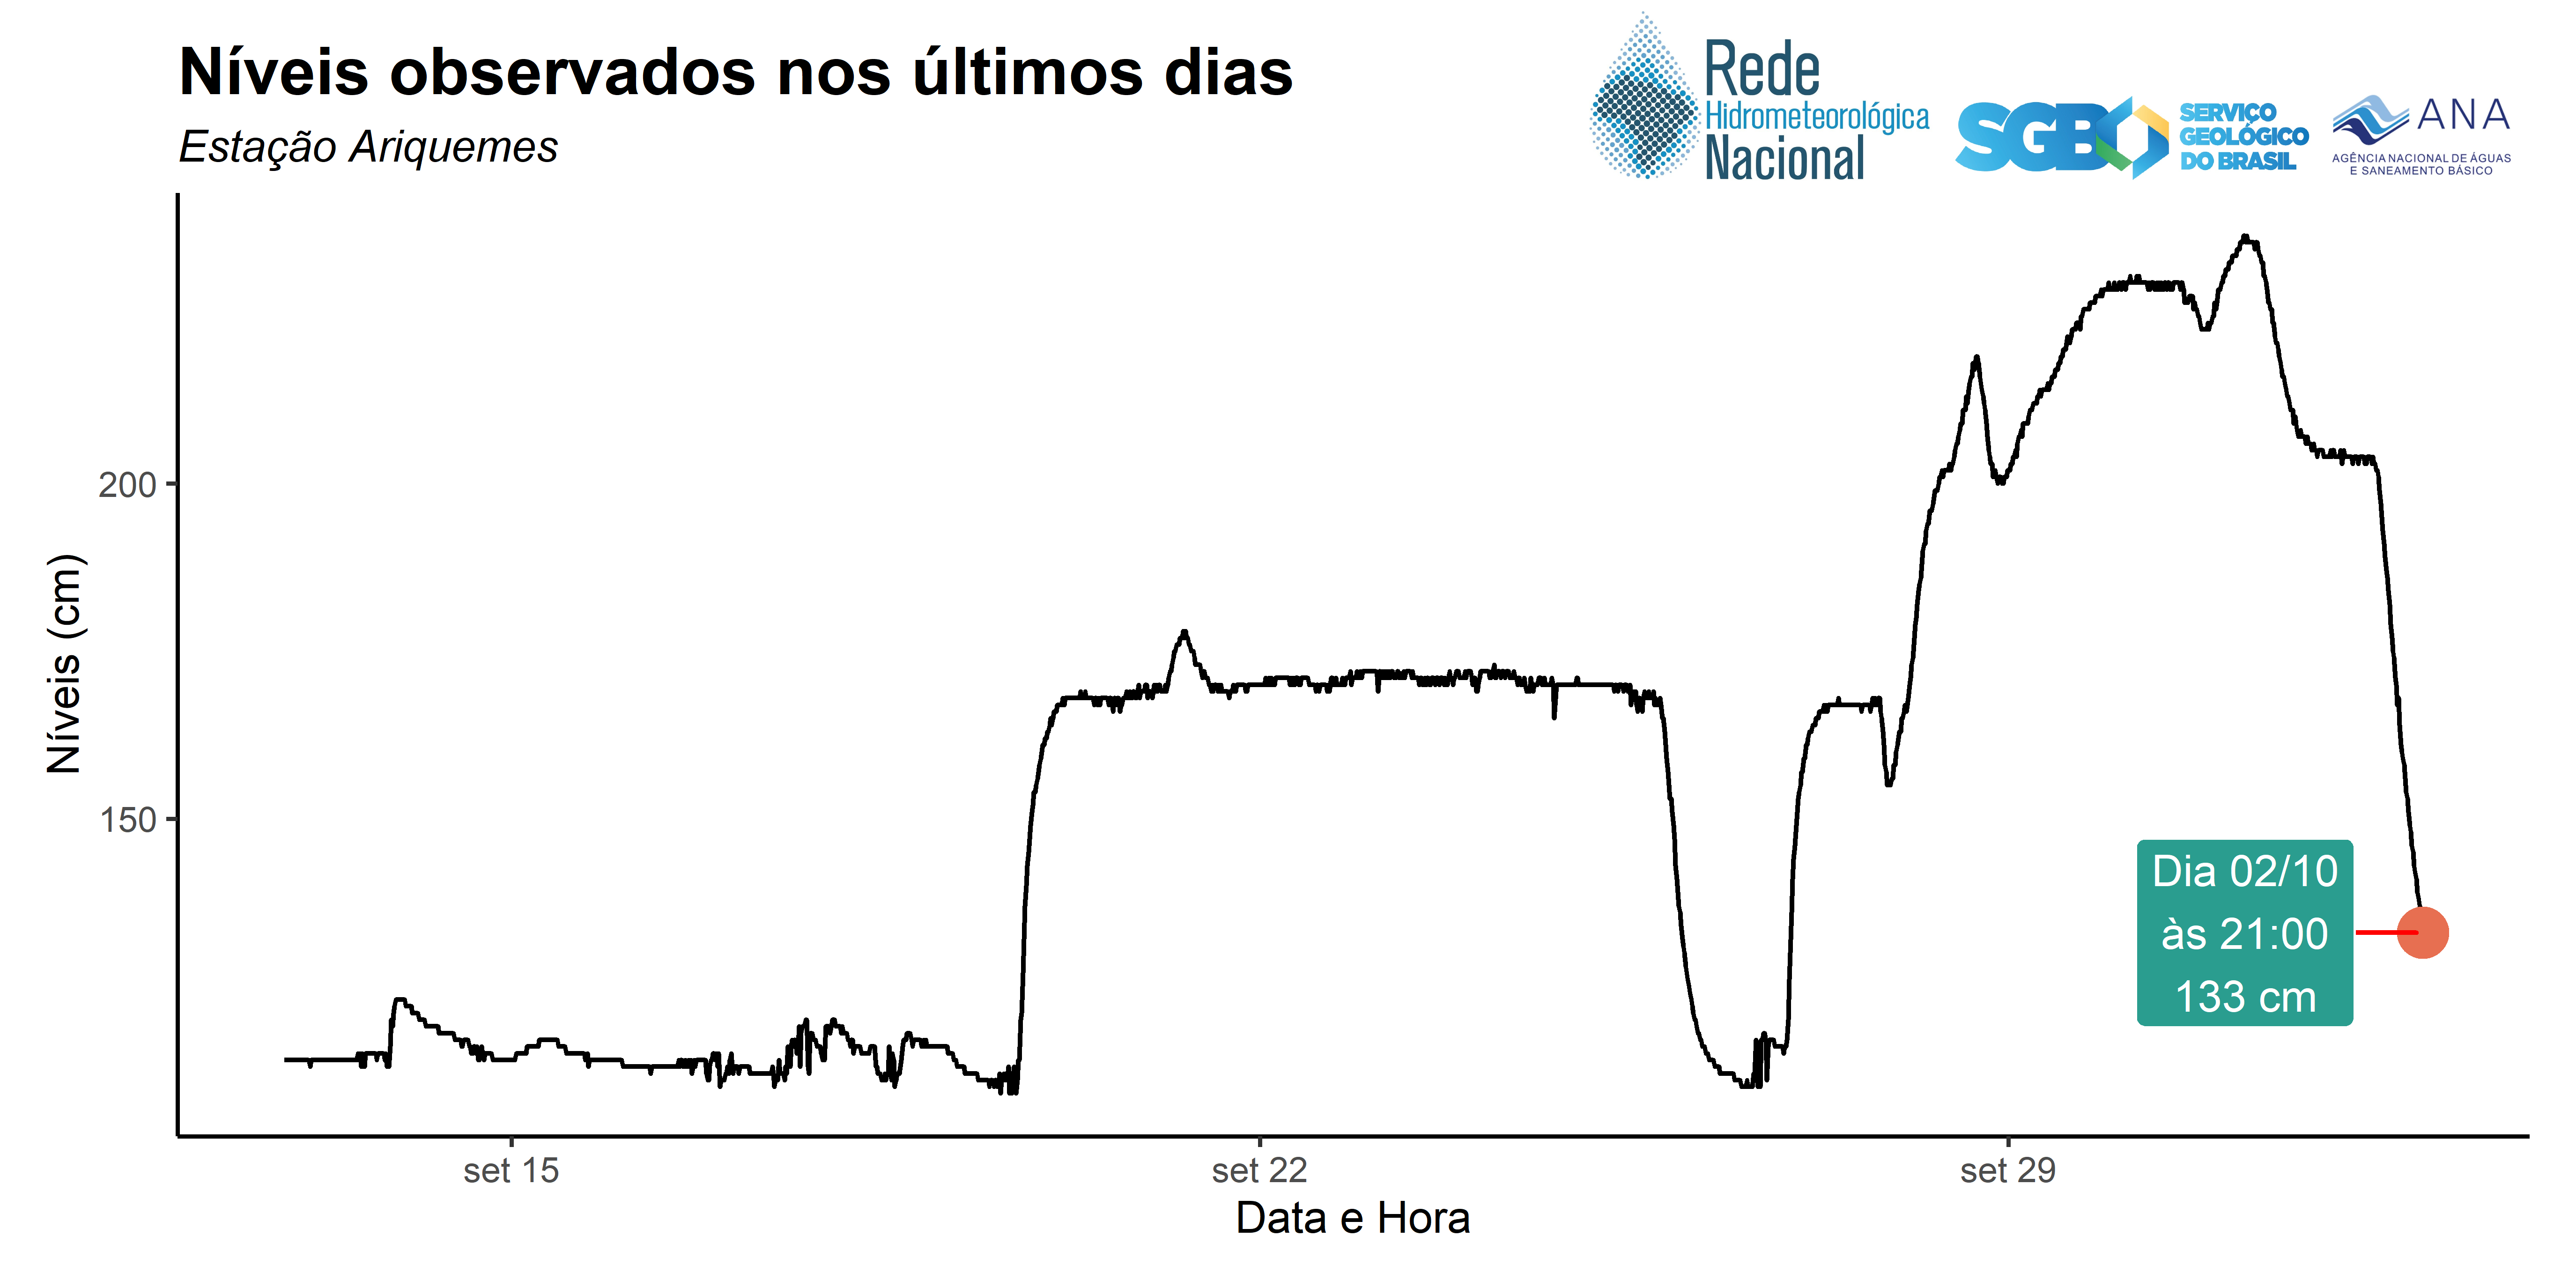 Níveis observados nos últimos dias
Estação Ariquemes
Rede
Hidrometeorológica
Nacional
SGB
SERVIÇO
GEOLÓGICO
DO BRASIL
ANA
AGÊNCIA NACIONAL DE ÁGUAS
E SANEAMENTO BÁSICO
Níveis (cm)
200
150
Dia 02/10
às 21:00
133 cm
set 15
set 22
set 29
Data e Hora